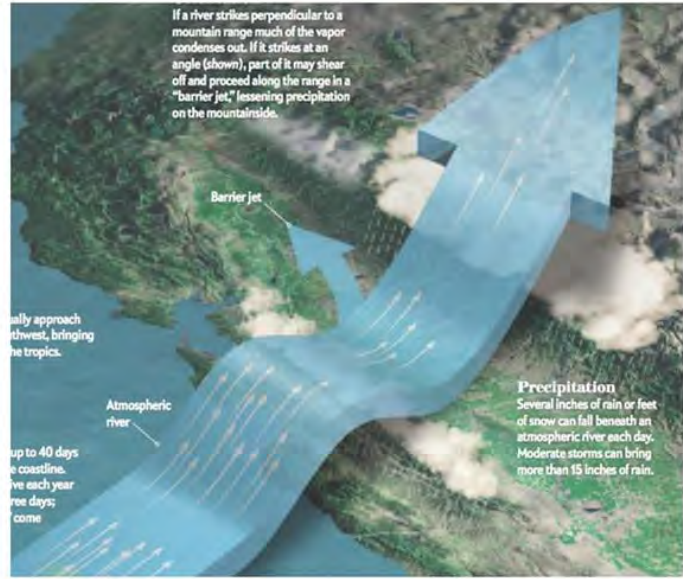 If a river strikes perpendicular to a
mountain range much of the vapor
condenses out. If it strikes at an
angle (shown), part of it may shear
off and proceed along the range in a
"barrier jet," lessening precipitation
on the mountainside.
Barrier jet
ually approach
thwest, bringing
he tropics.
Atmospheric
river
up to 40 days
e coastline.
ive each year
ree days;
come
Precipitation
Several inches of rain or feet
of snow can fall beneath an
atmospheric river each day.
Moderate storms can bring
more than 15 inches of rain.